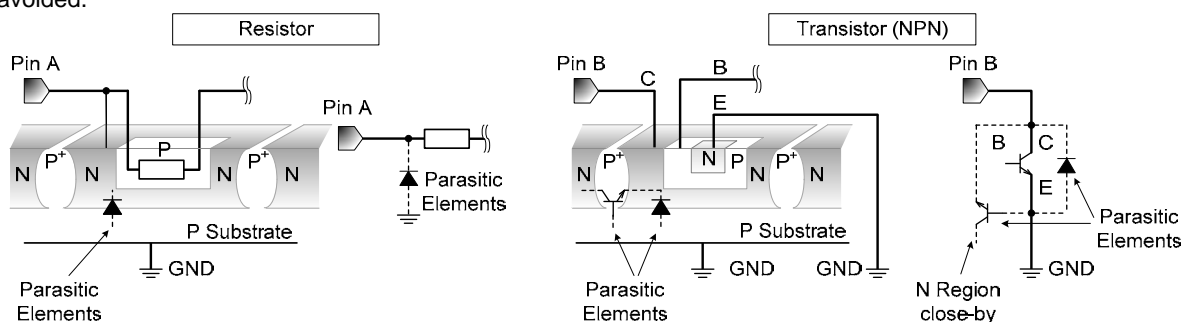 avoided.
Resistor
Transistor (NPN)
Pin A
Pin A
N P+ N P N P+ N
Parasitic
Elements
P Substrate
GND
Parasitic
Elements
Pin B
C B
E
N P+ N N P N P+ N
P Substrate
GND GND
Parasitic
Elements
Pin B
B C
E
Parasitic
Elements
GND
N Region
close-by